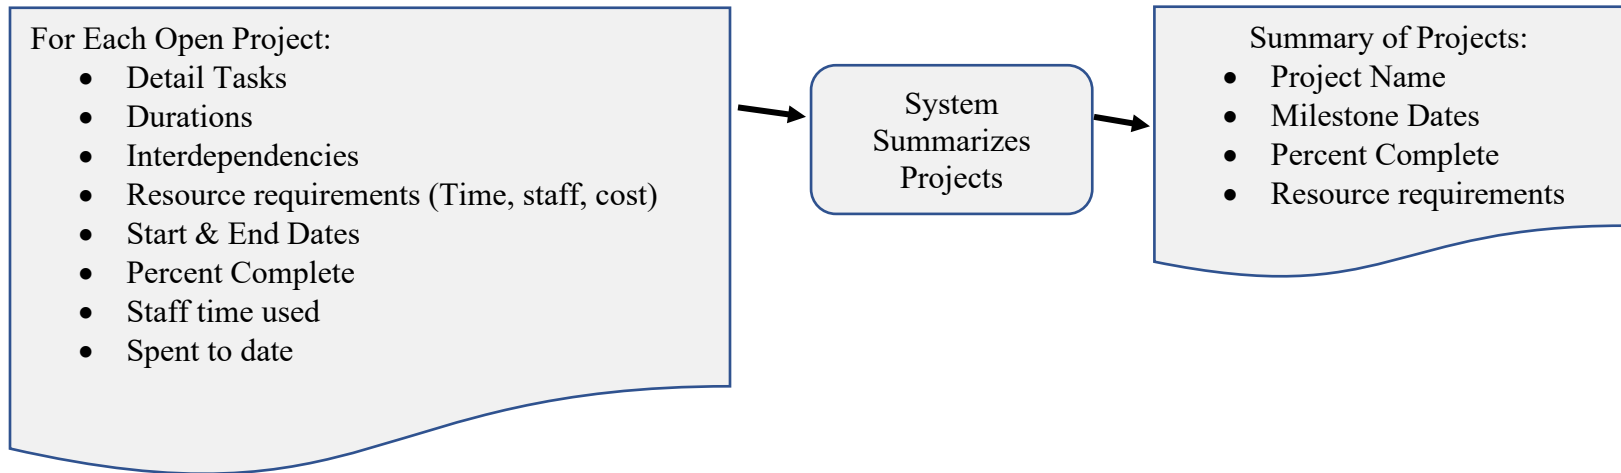 For Each Open Project:
• Detail Tasks
• Durations
• Interdependencies
• Resource requirements (Time, staff, cost)
• Start & End Dates
• Percent Complete
• Staff time used
• Spent to date
System
Summarizes
Projects
Summary of Projects:
• Project Name
• Milestone Dates
• Percent Complete
• Resource requirements